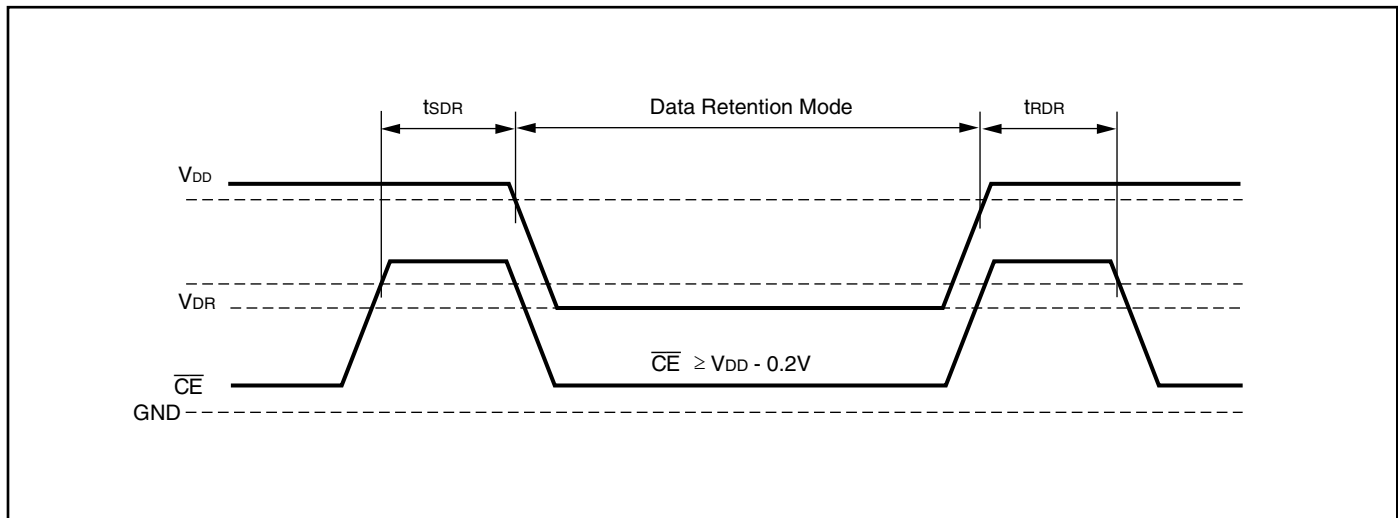 tSDR
Data Retention Mode
tRDR
VDD
VDR
CE ≥ VDD - 0.2V
CE
GND